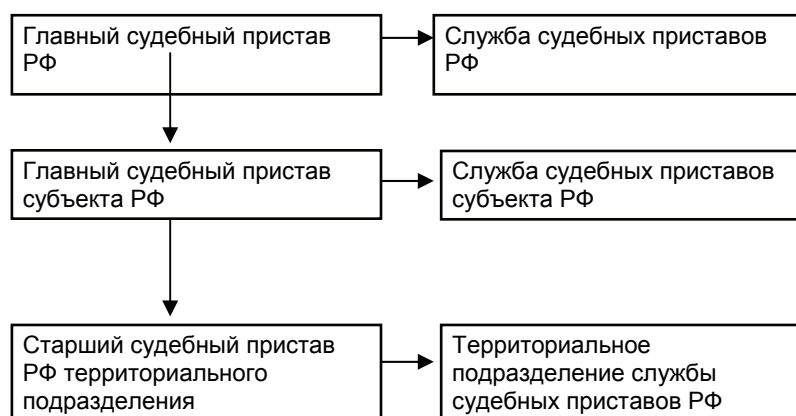 Главный судебный пристав
РФ
Служба судебных приставов
РФ
Главный судебный пристав
субъекта РФ
Служба судебных приставов
субъекта РФ
Старший судебный пристав
РФ территориального
подразделения
Территориальное
подразделение службы
судебных приставов РФ